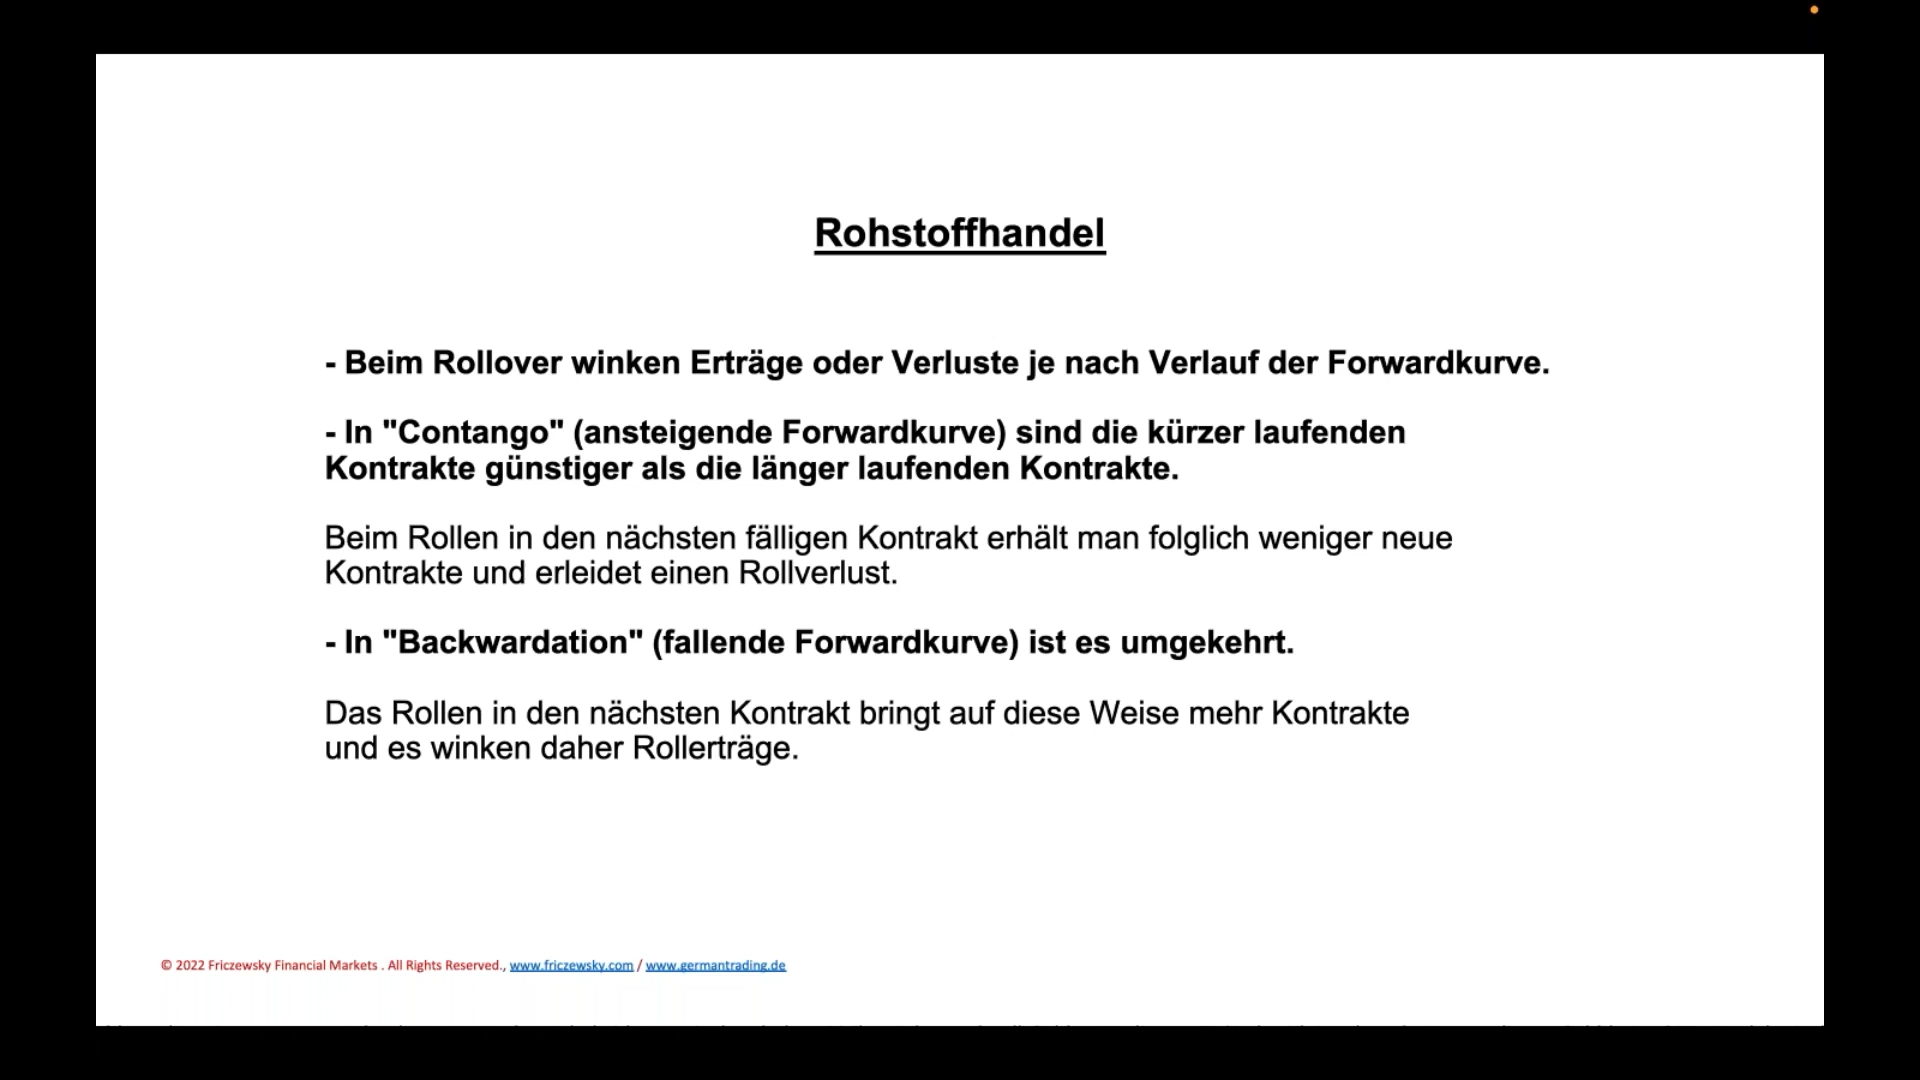 Rohstoffhandel
- Beim Rollover winken Erträge oder Verluste je nach Verlauf der Forwardkurve.
- In "Contango" (ansteigende Forwardkurve) sind die kürzer laufenden
Kontrakte günstiger als die länger laufenden Kontrakte.
Beim Rollen in den nächsten fälligen Kontrakt erhält man folglich weniger neue
Kontrakte und erleidet einen Rollverlust.
- In "Backwardation" (fallende Forwardkurve) ist es umgekehrt.
Das Rollen in den nächsten Kontrakt bringt auf diese Weise mehr Kontrakte
und es winken daher Rollerträge.
© 2022 Friczewsky Financial Markets . All Rights Reserved., www.friczewsky.com / www.germantrading.de